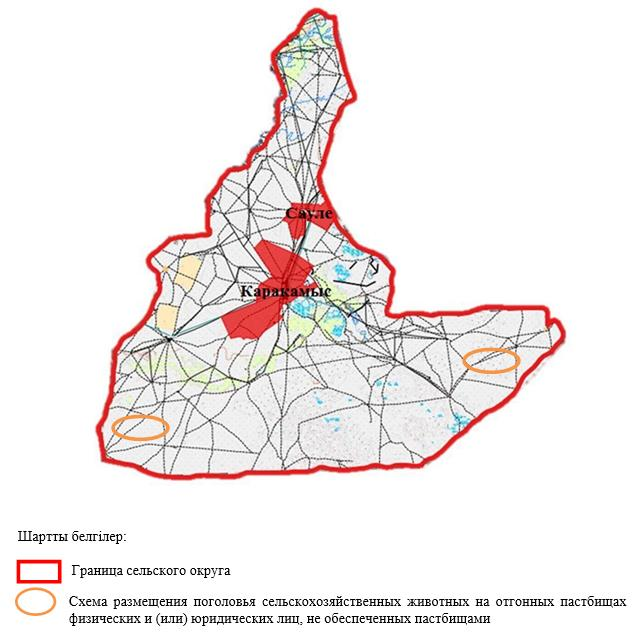 Сауле
Каракамыс
Шартты белгілер:
Граница сельского округа
Схема размещения поголовья сельскохозяйственных животных на отгонных пастбищах
физических и (или) юридических лиц, не обеспеченных пастбищами